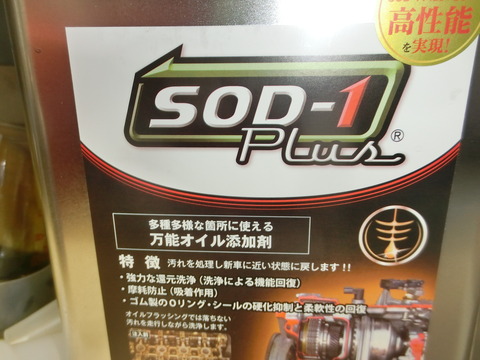 高性能
を実現!
SOD-1
Plus®
多種多様な箇所に使える
万能オイル添加剤
特徴 汚れを処理し新車に近い状態に戻します!!
・強力な還元洗浄(洗浄による機能回復)
・摩耗防止(吸着作用)
・ゴム製のOリング・シールの硬化抑制と柔軟性の回復
オイルフラッシングでは落ちない
汚れを走行しながら洗浄します。
注入前